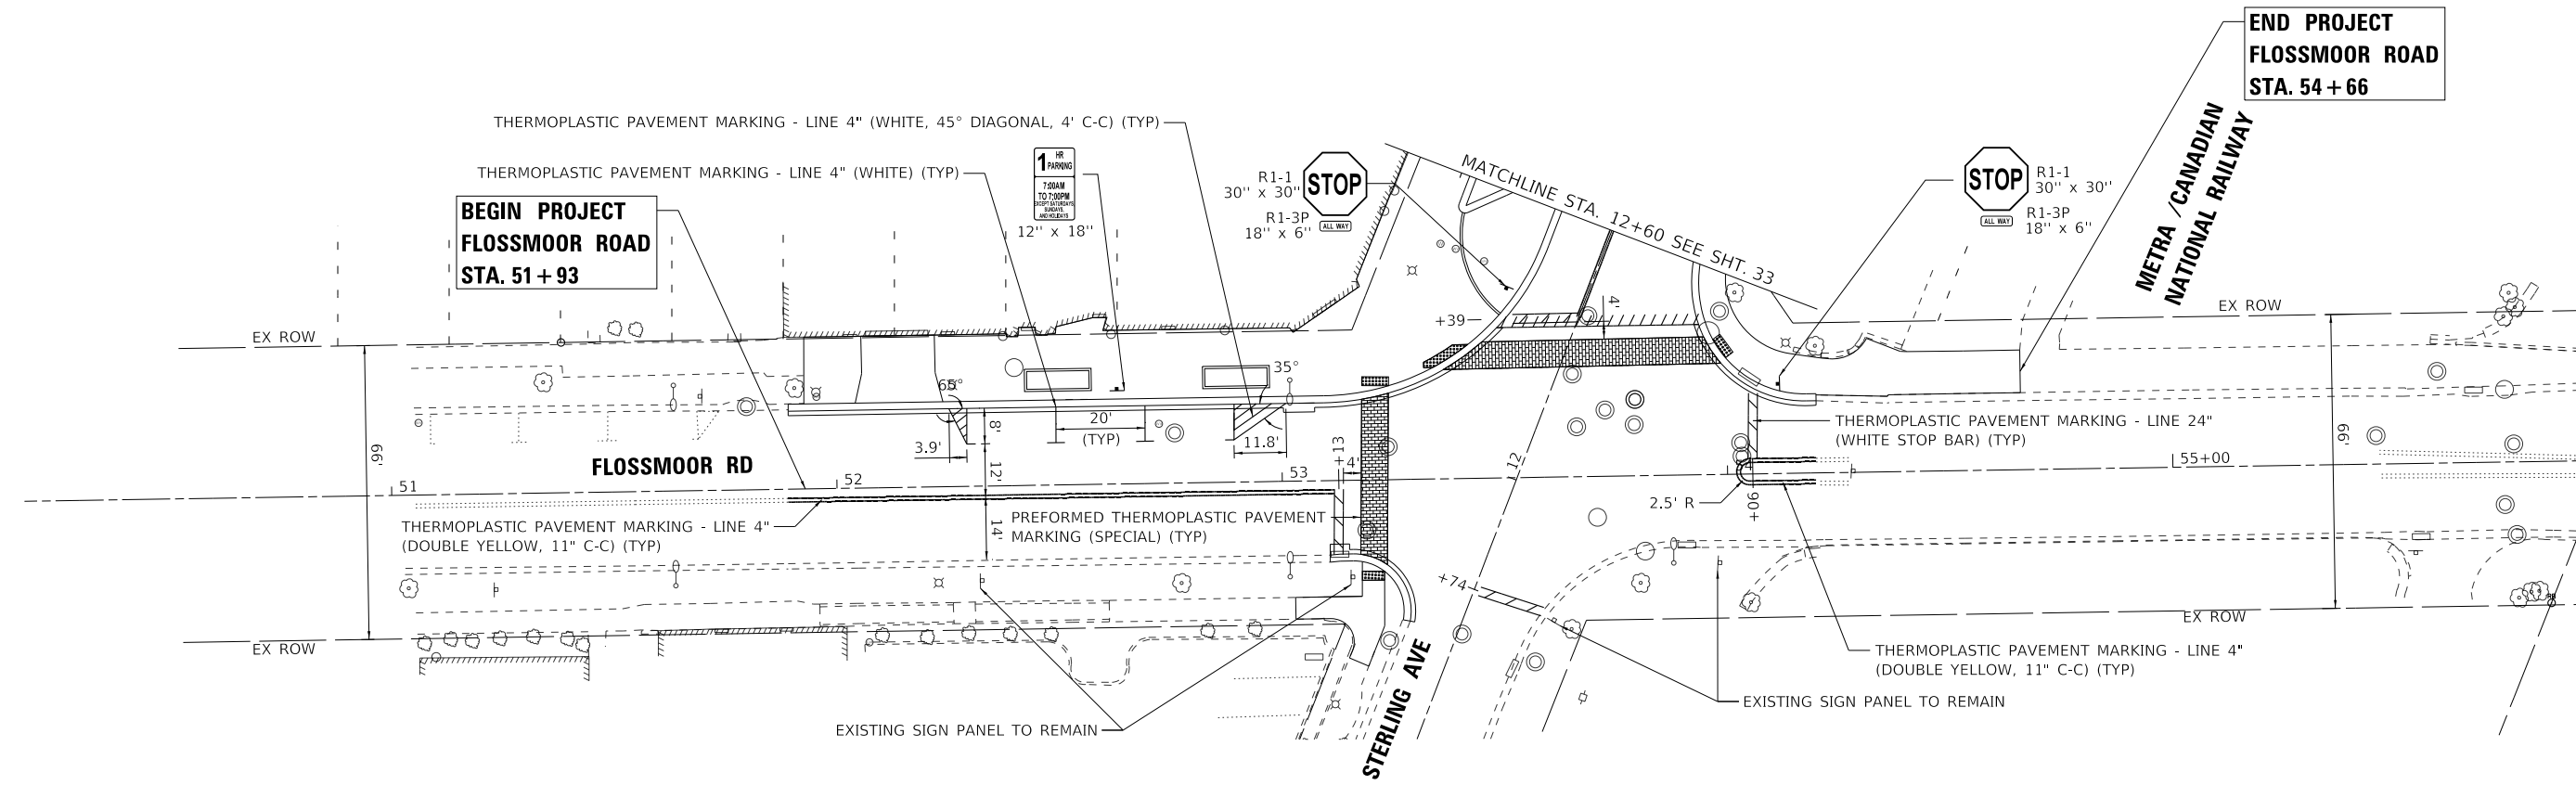 END PROJECT
FLOSSMOOR ROAD
STA. 54+66
METRA /CANADIAN
NATIONAL RAILWAY
THERMOPLASTIC PAVEMENT MARKING - LINE 4" (WHITE, 45° DIAGONAL, 4' C-C) (TYP)
THERMOPLASTIC PAVEMENT MARKING - LINE 4" (WHITE) (TYP)
1 HR
PARKING
7:00AM
TO 7:00PM
EXCEPT SATURDAYS
SUNDAYS,
AND HOLIDAYS
12'' x 18''
R1-1
30'' x 30''
STOP
R1-3P
18'' x 6''
ALL WAY
MATCHLINE STA. 12+60 SEE SHT. 33
STOP
R1-1
30'' x 30''
ALL WAY
R1-3P
18'' x 6''
BEGIN PROJECT
FLOSSMOOR ROAD
STA. 51+93
EX ROW
EX ROW
+39
4'
35°
65°
8'
20'
(TYP)
3.9'
11.8'
66'
66'
12'
14'
+13
4'
THERMOPLASTIC PAVEMENT MARKING - LINE 24"
(WHITE STOP BAR) (TYP)
FLOSSMOOR RD
51
52
53
12
55+00
2.5' R
+06
THERMOPLASTIC PAVEMENT MARKING - LINE 4"
(DOUBLE YELLOW, 11" C-C) (TYP)
PREFORMED THERMOPLASTIC PAVEMENT
MARKING (SPECIAL) (TYP)
+74
EX ROW
EX ROW
STERLING AVE
THERMOPLASTIC PAVEMENT MARKING - LINE 4"
(DOUBLE YELLOW, 11" C-C) (TYP)
EXISTING SIGN PANEL TO REMAIN
EXISTING SIGN PANEL TO REMAIN